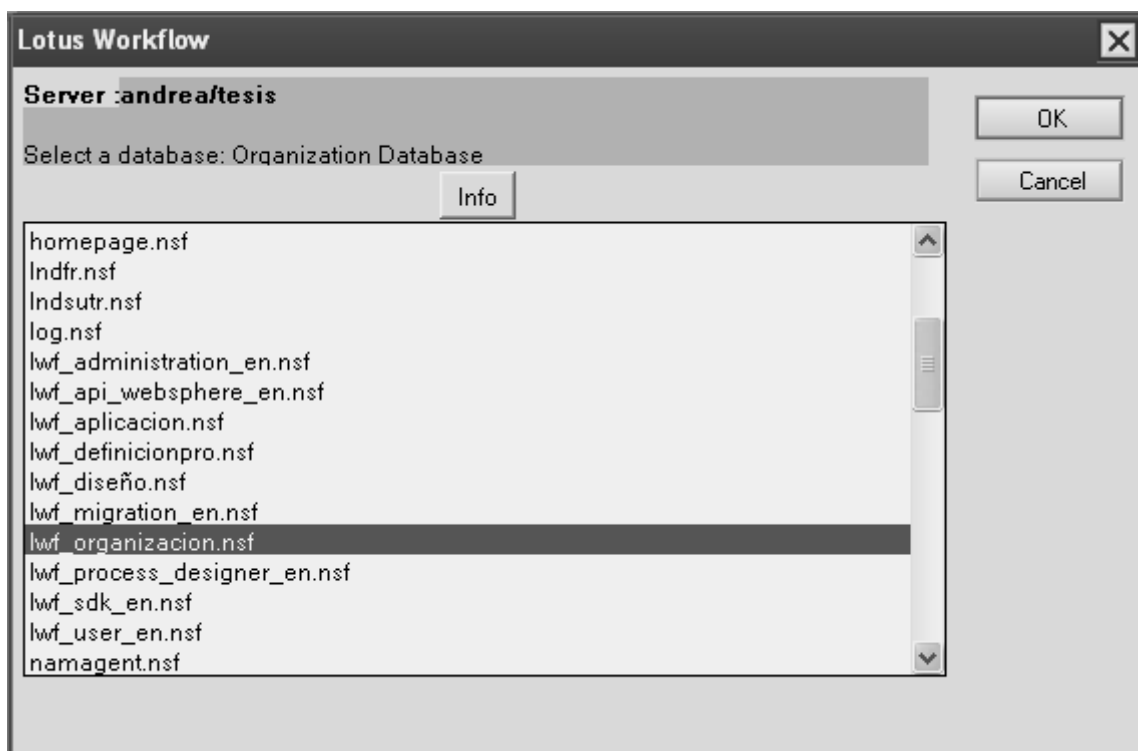 Lotus Workflow
Server :andrea/tesis
OK
Select a database: Organization Database
Cancel
Info
homepage.nsf
lndfr.nsf
lndsutr.nsf
log.nsf
lwf_administration_en.nsf
lwf_api_websphere_en.nsf
lwf_aplicacion.nsf
lwf_definicionpro.nsf
lwf_diseño.nsf
lwf_migration_en.nsf
lwf_organizacion.nsf
lwf_process_designer_en.nsf
lwf_sdk_en.nsf
lwf_user_en.nsf
namagent.nsf